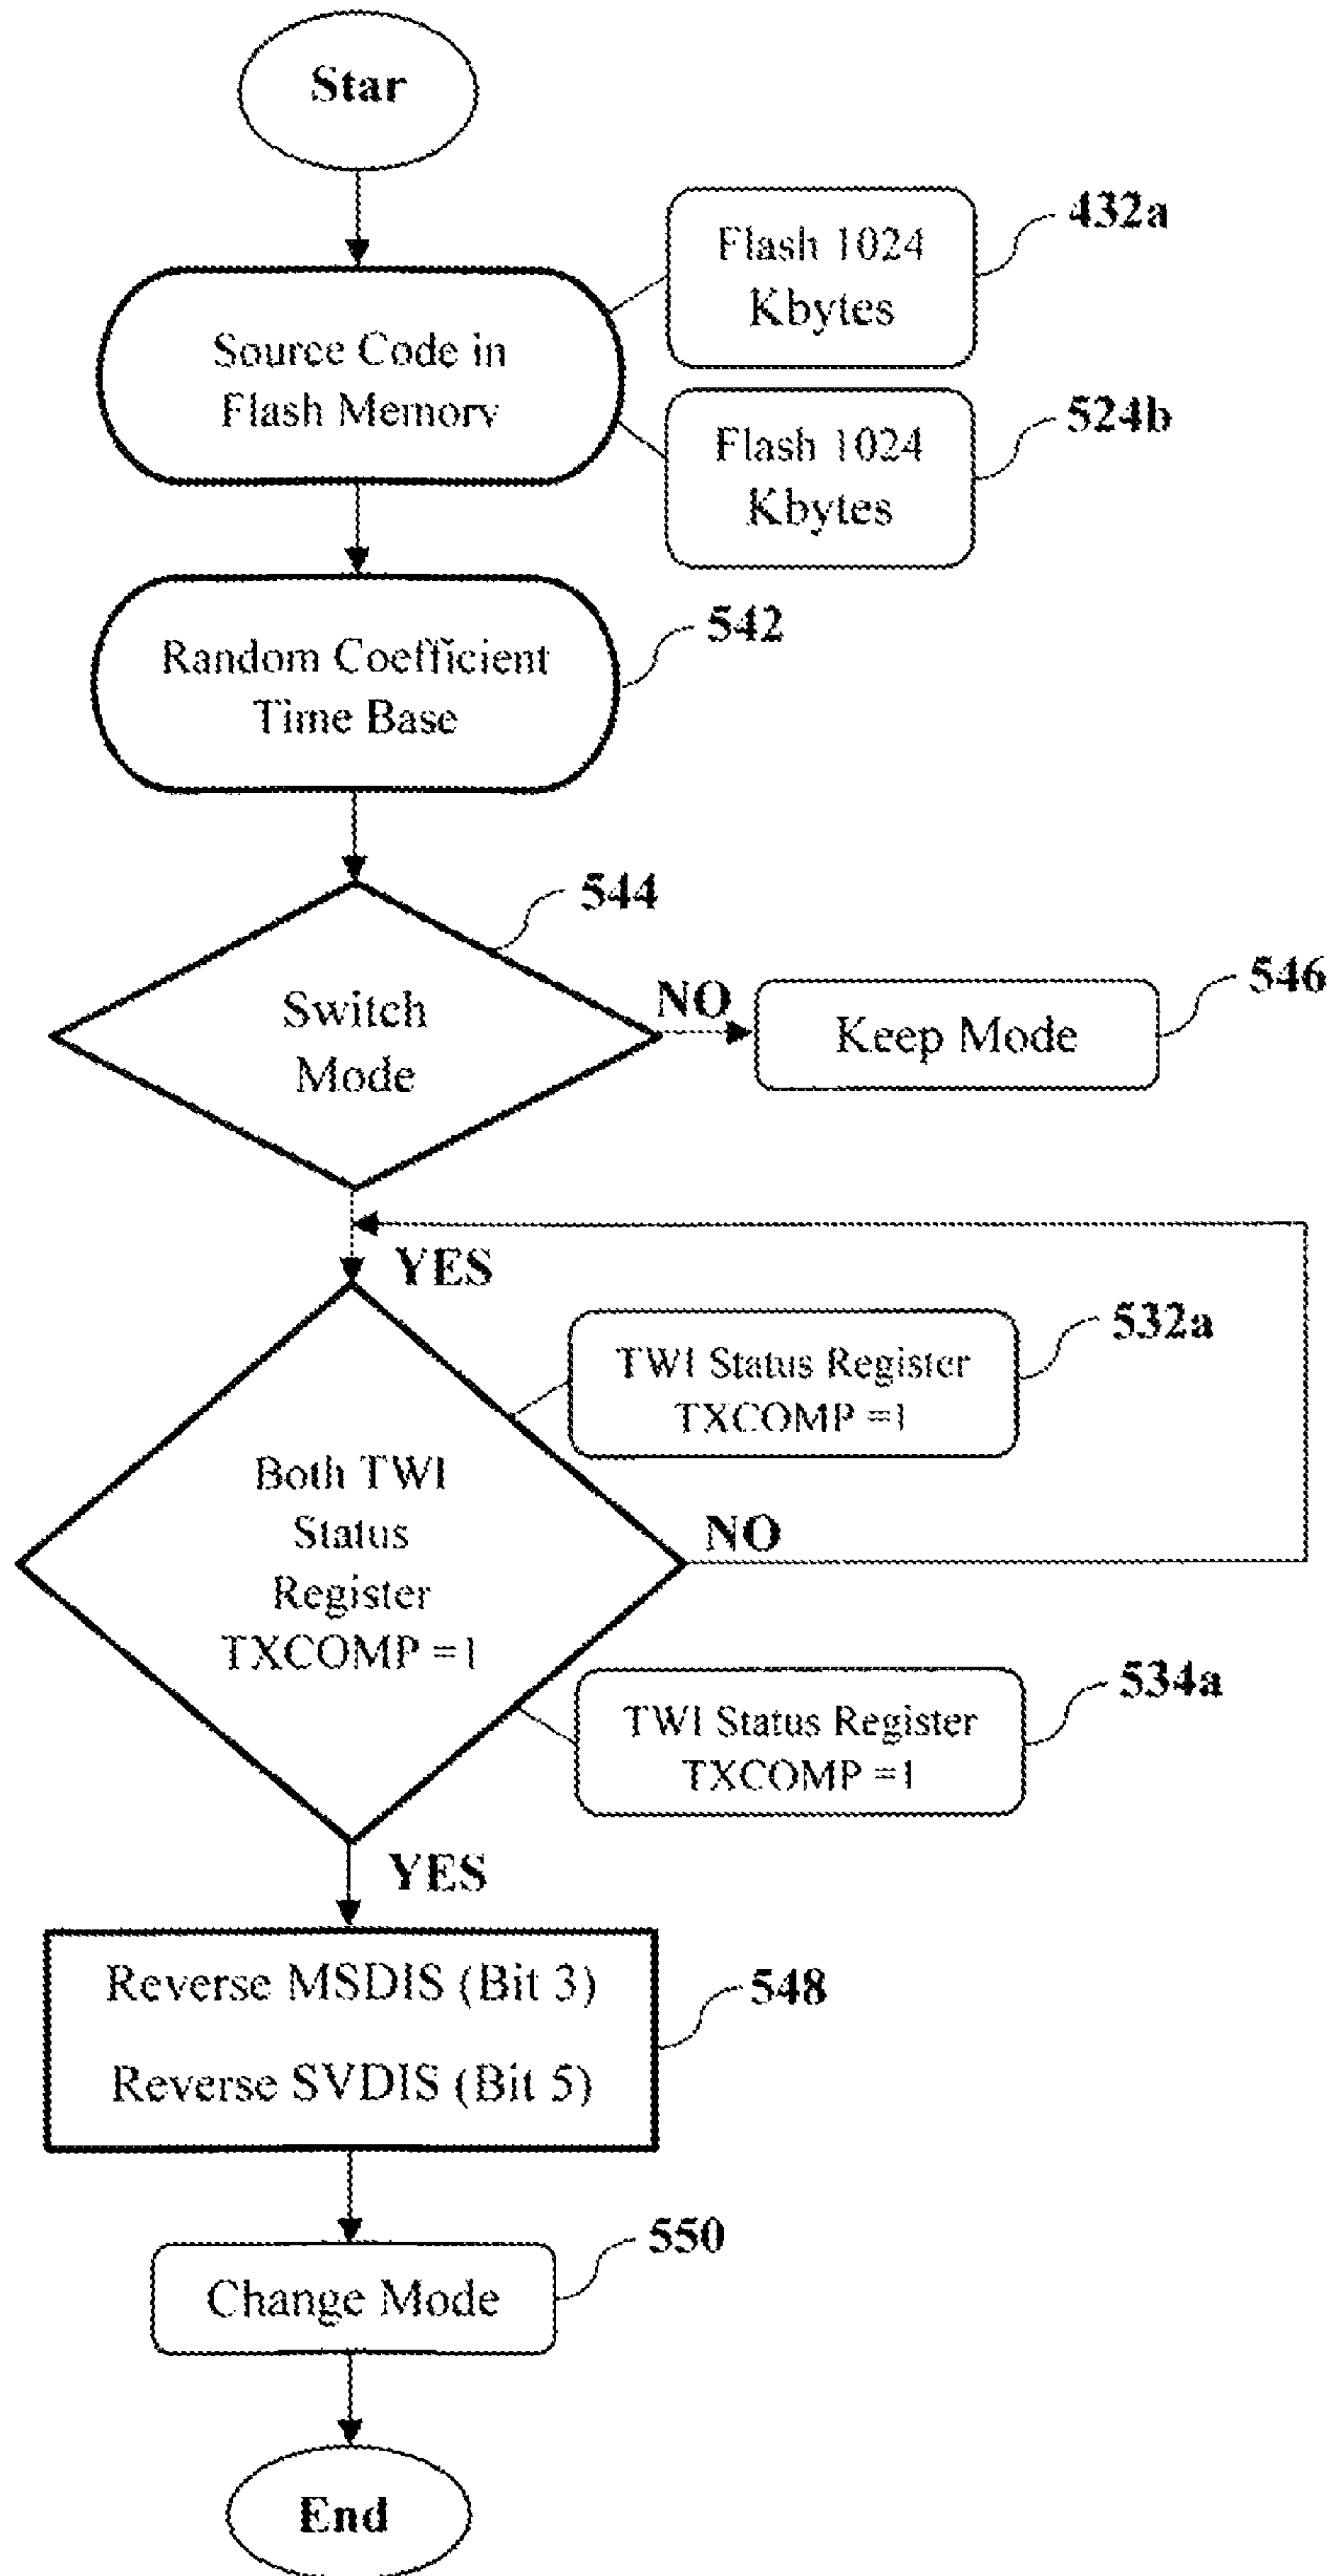 Star
Flash 1024
Kbytes
432a
Source Code in
Flash Memory
Flash 1024
Kbytes
524b
Random Coefficient
Time Base
542
544
Switch
Mode
NO
Keep Mode
546
YES
TWI Status Register
TXCOMP =1
532a
Both TWI
Status
Register
TXCOMP =1
NO
TWI Status Register
TXCOMP =1
534a
YES
Reverse MSDIS (Bit 3)
Reverse SVDIS (Bit 5)
548
Change Mode
550
End